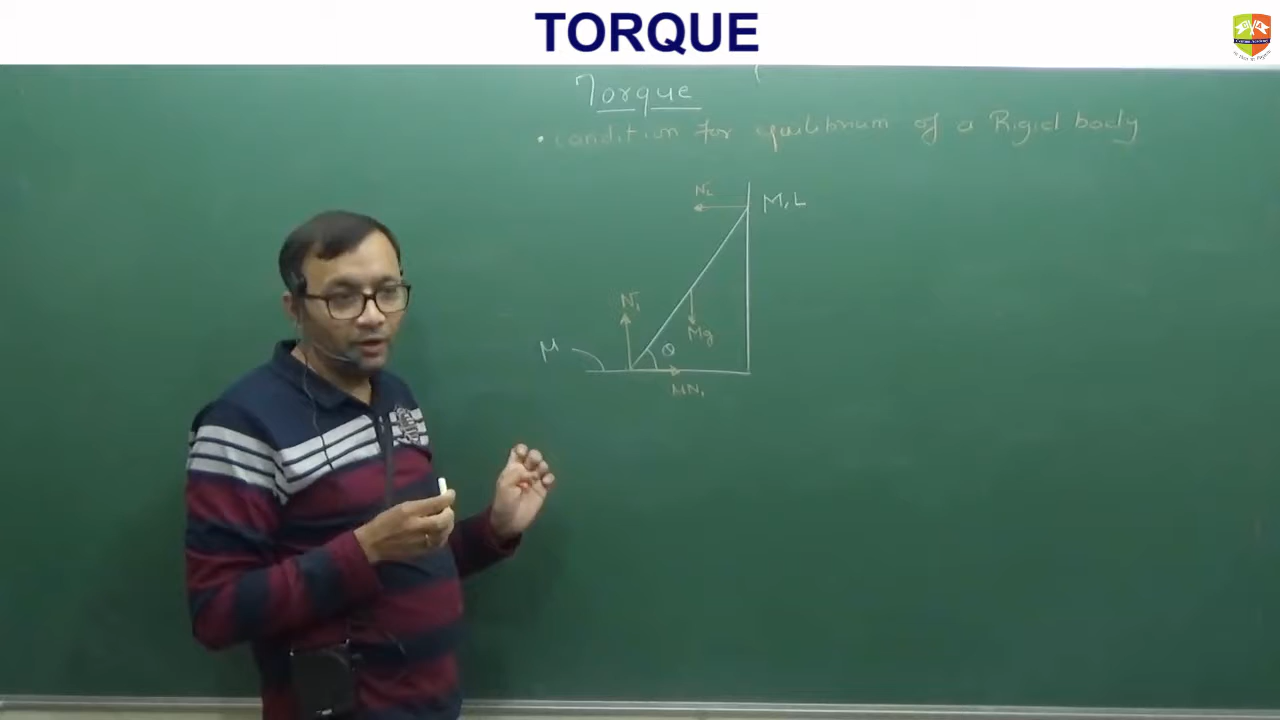 TORQUE
Torque
• Condition for equilibrium of a Rigid body
N₂
M, L
N₁
Mg
μ
θ
μN₁